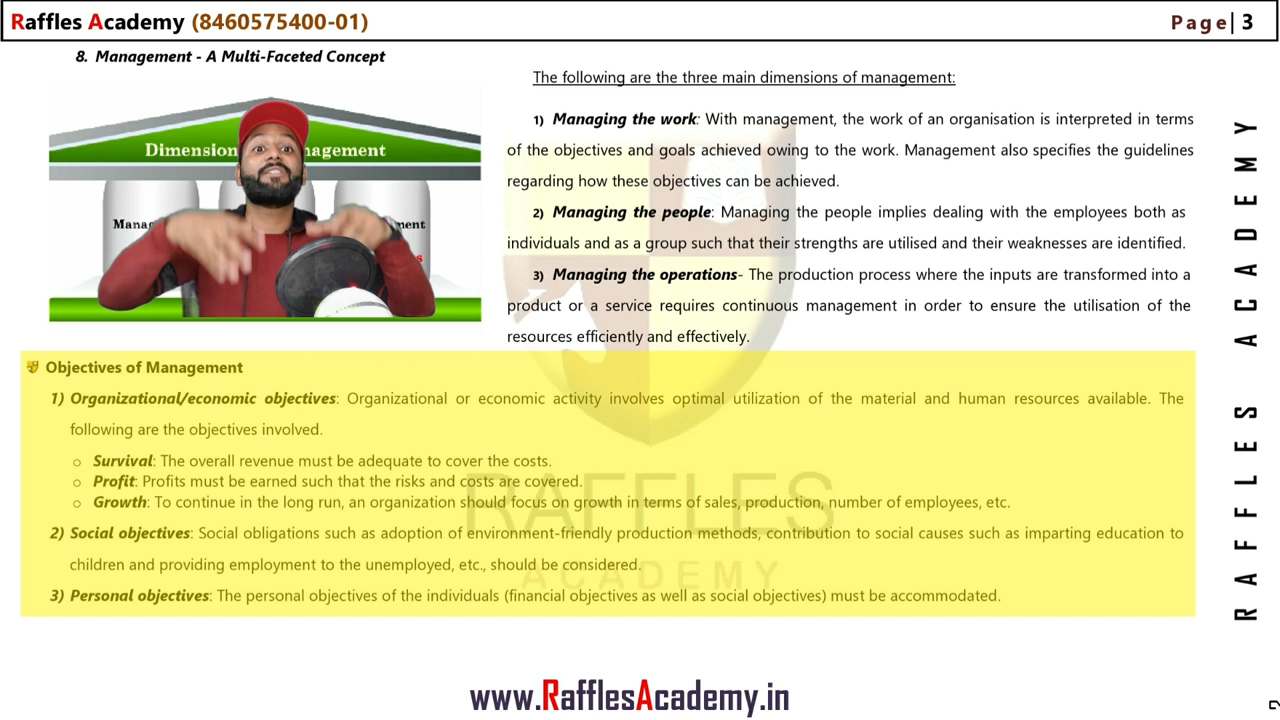 Raffles Academy (8460575400-01)
Page| 3
8. Management - A Multi-Faceted Concept
The following are the three main dimensions of management:
1) Managing the work: With management, the work of an organisation is interpreted in terms
of the objectives and goals achieved owing to the work. Management also specifies the guidelines
regarding how these objectives can be achieved.
2) Managing the people: Managing the people implies dealing with the employees both as
individuals and as a group such that their strengths are utilised and their weaknesses are identified.
3) Managing the operations- The production process where the inputs are transformed into a
product or a service requires continuous management in order to ensure the utilisation of the
resources efficiently and effectively.
Objectives of Management
1) Organizational/economic objectives: Organizational or economic activity involves optimal utilization of the material and human resources available. The
following are the objectives involved.
o Survival: The overall revenue must be adequate to cover the costs.
o Profit: Profits must be earned such that the risks and costs are covered.
o Growth: To continue in the long run, an organization should focus on growth in terms of sales, production, number of employees, etc.
2) Social objectives: Social obligations such as adoption of environment-friendly production methods, contribution to social causes such as imparting education to
children and providing employment to the unemployed, etc., should be considered.
3) Personal objectives: The personal objectives of the individuals (financial objectives as well as social objectives) must be accommodated.
RAFFLES
ACADEMY
RAFFLES ACADEMY
www.RafflesAcademy.in